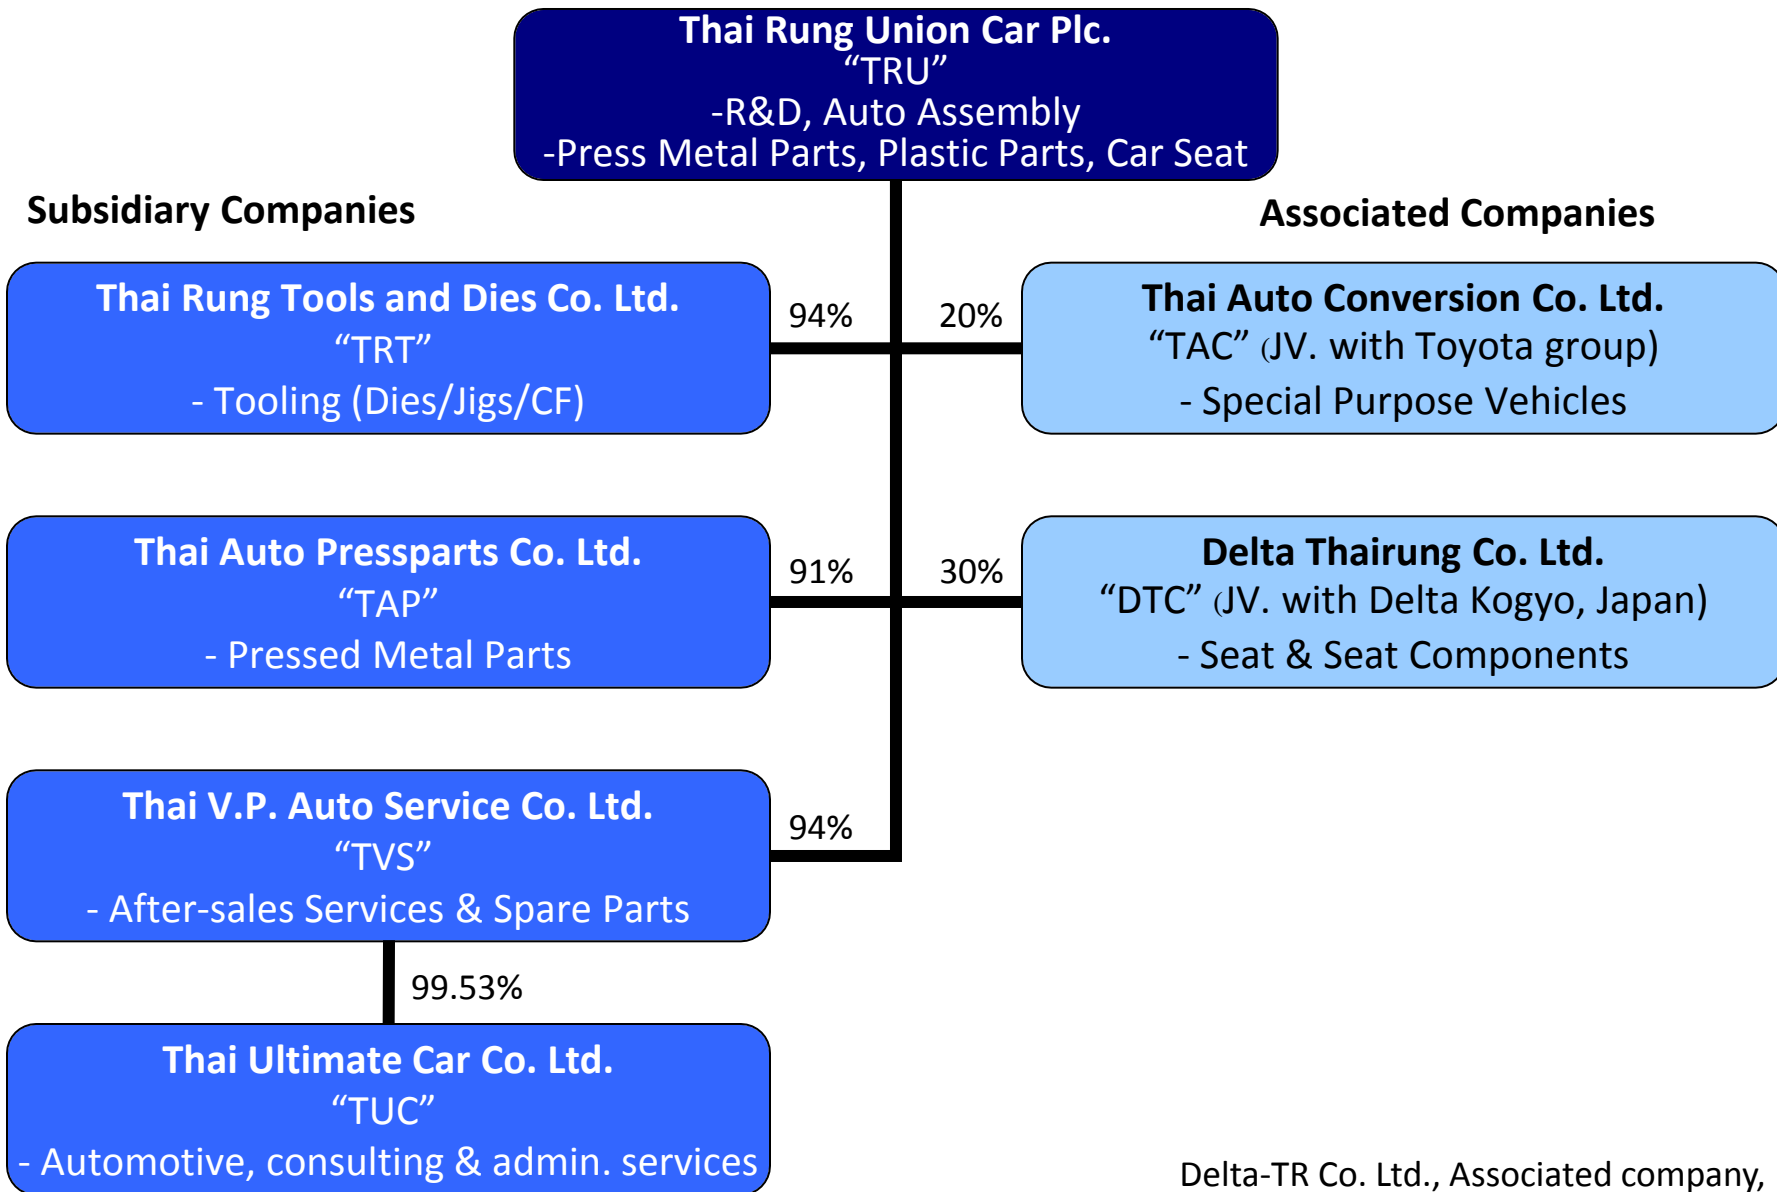 Thai Rung Union Car Plc.
“TRU”
-R&D, Auto Assembly
-Press Metal Parts, Plastic Parts, Car Seat
Subsidiary Companies
Associated Companies
Thai Rung Tools and Dies Co. Ltd.
“TRT”
- Tooling (Dies/Jigs/CF)
94%
20%
Thai Auto Conversion Co. Ltd.
“TAC” (JV. with Toyota group)
- Special Purpose Vehicles
Thai Auto Pressparts Co. Ltd.
“TAP”
- Pressed Metal Parts
91%
30%
Delta Thairung Co. Ltd.
“DTC” (JV. with Delta Kogyo, Japan)
- Seat & Seat Components
Thai V.P. Auto Service Co. Ltd.
“TVS”
- After-sales Services & Spare Parts
94%
99.53%
Thai Ultimate Car Co. Ltd.
“TUC”
- Automotive, consulting & admin. services
Delta-TR Co. Ltd., Associated company,